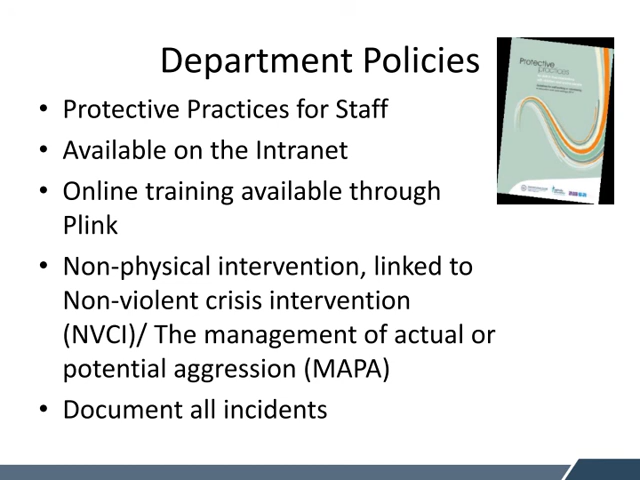 Department Policies
Protective
practices
• Protective Practices for Staff
• Available on the Intranet
• Online training available through
Plink
• Non-physical intervention, linked to
Non-violent crisis intervention
(NVCI)/ The management of actual or
potential aggression (MAPA)
• Document all incidents